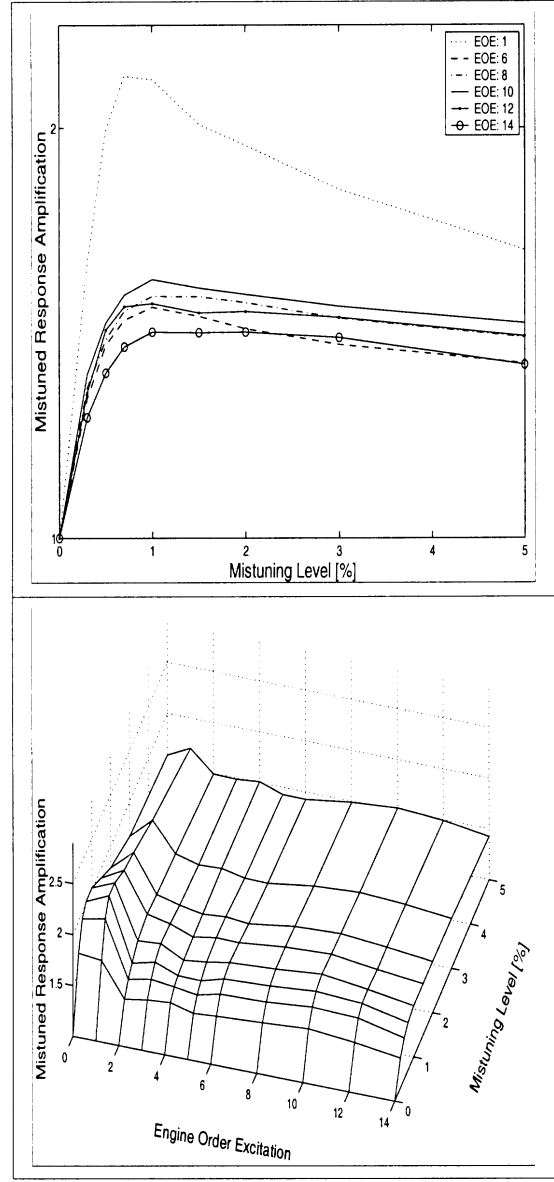 EOE: 1
EOE: 6
EOE: 8
EOE: 10
EOE: 12
EOE: 14
2
1
Mistuned Response Amplification
0 1 2 3 4 5
Mistuning Level [%]
Mistuned Response Amplification
2.5
2
1.5
0 2 4 6 8 10 12 14
Engine Order Excitation
0 1 2 3 4 5
Mistuning Level [%]